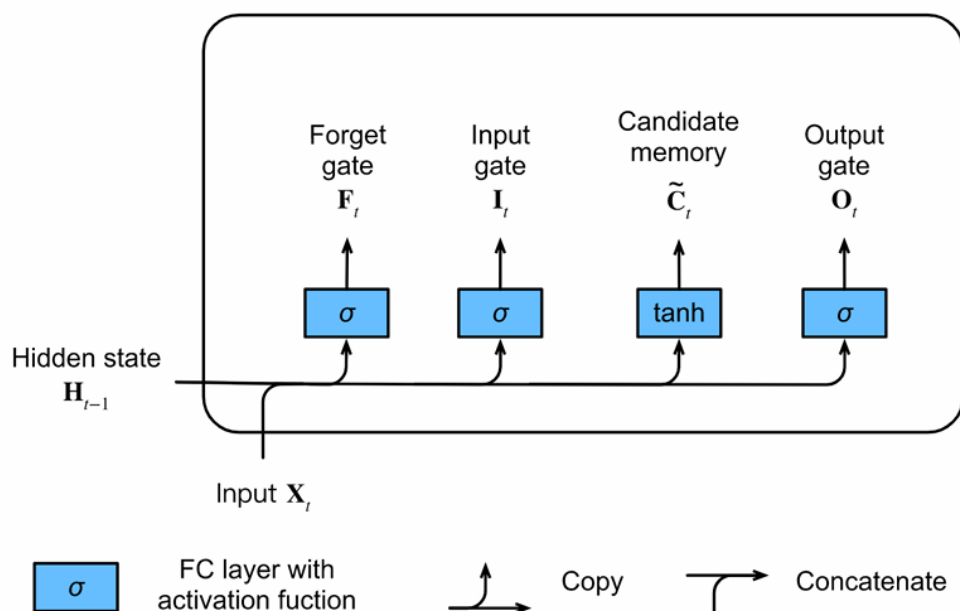 Forget
gate
F_t
Input
gate
I_t
Candidate
memory
C̃_t
Output
gate
O_t
σ
σ
tanh
σ
Hidden state
H_{t−1}
Input X_t
σ
FC layer with
activation fuction
Copy
Concatenate